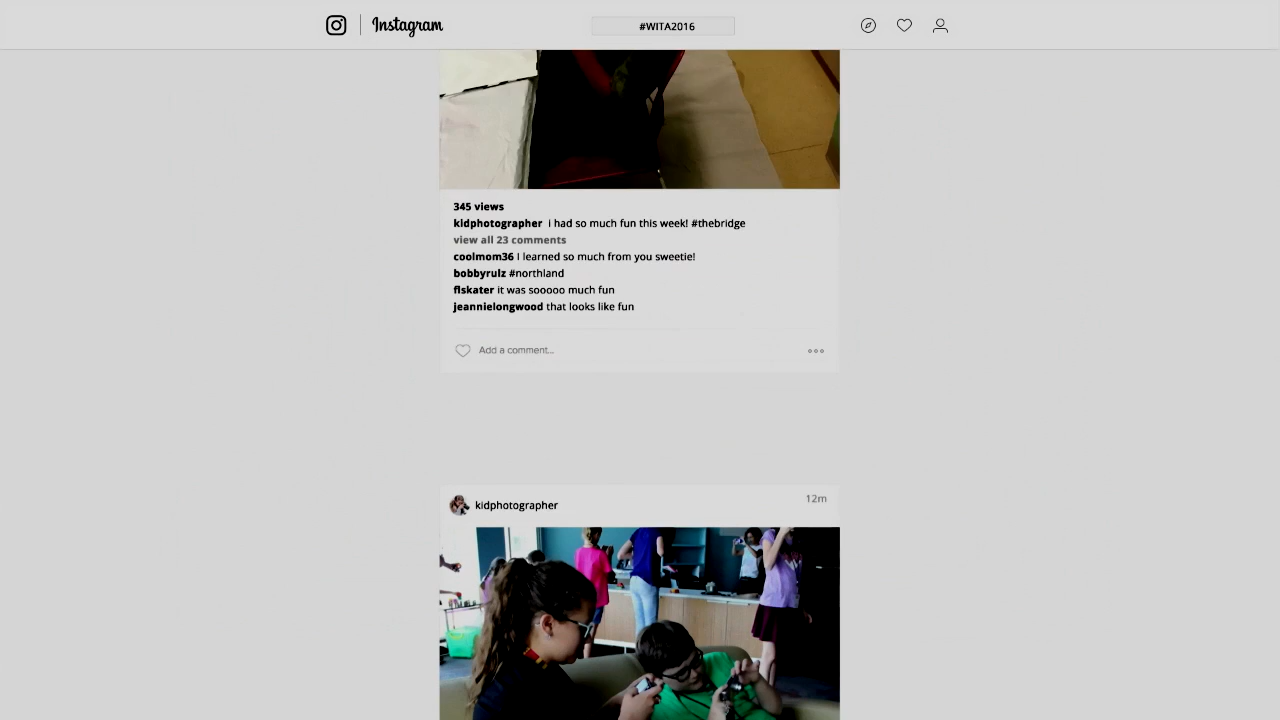 Instagram
#WITA2016
345 views
kidphotographer i had so much fun this week! #thebridge
view all 23 comments
coolmom36 I learned so much from you sweetie!
bobbyrulz #northland
flskater it was sooooo much fun
jeannielongwood that looks like fun
Add a comment...
kidphotographer
12m